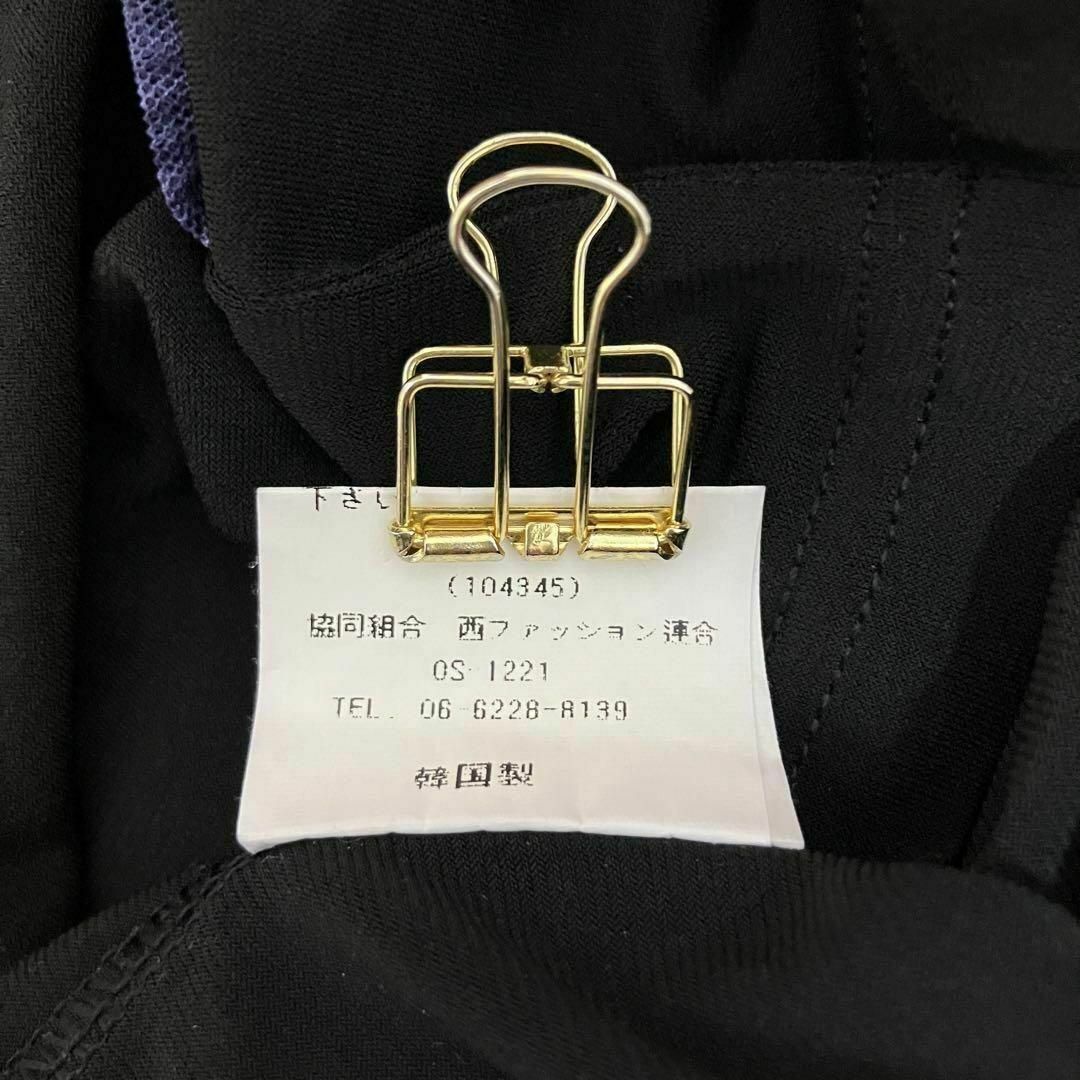 下さい
(104345)
協同組合 西ファッション連合
OS-1221
TEL. 06-6228-8139
韓国製